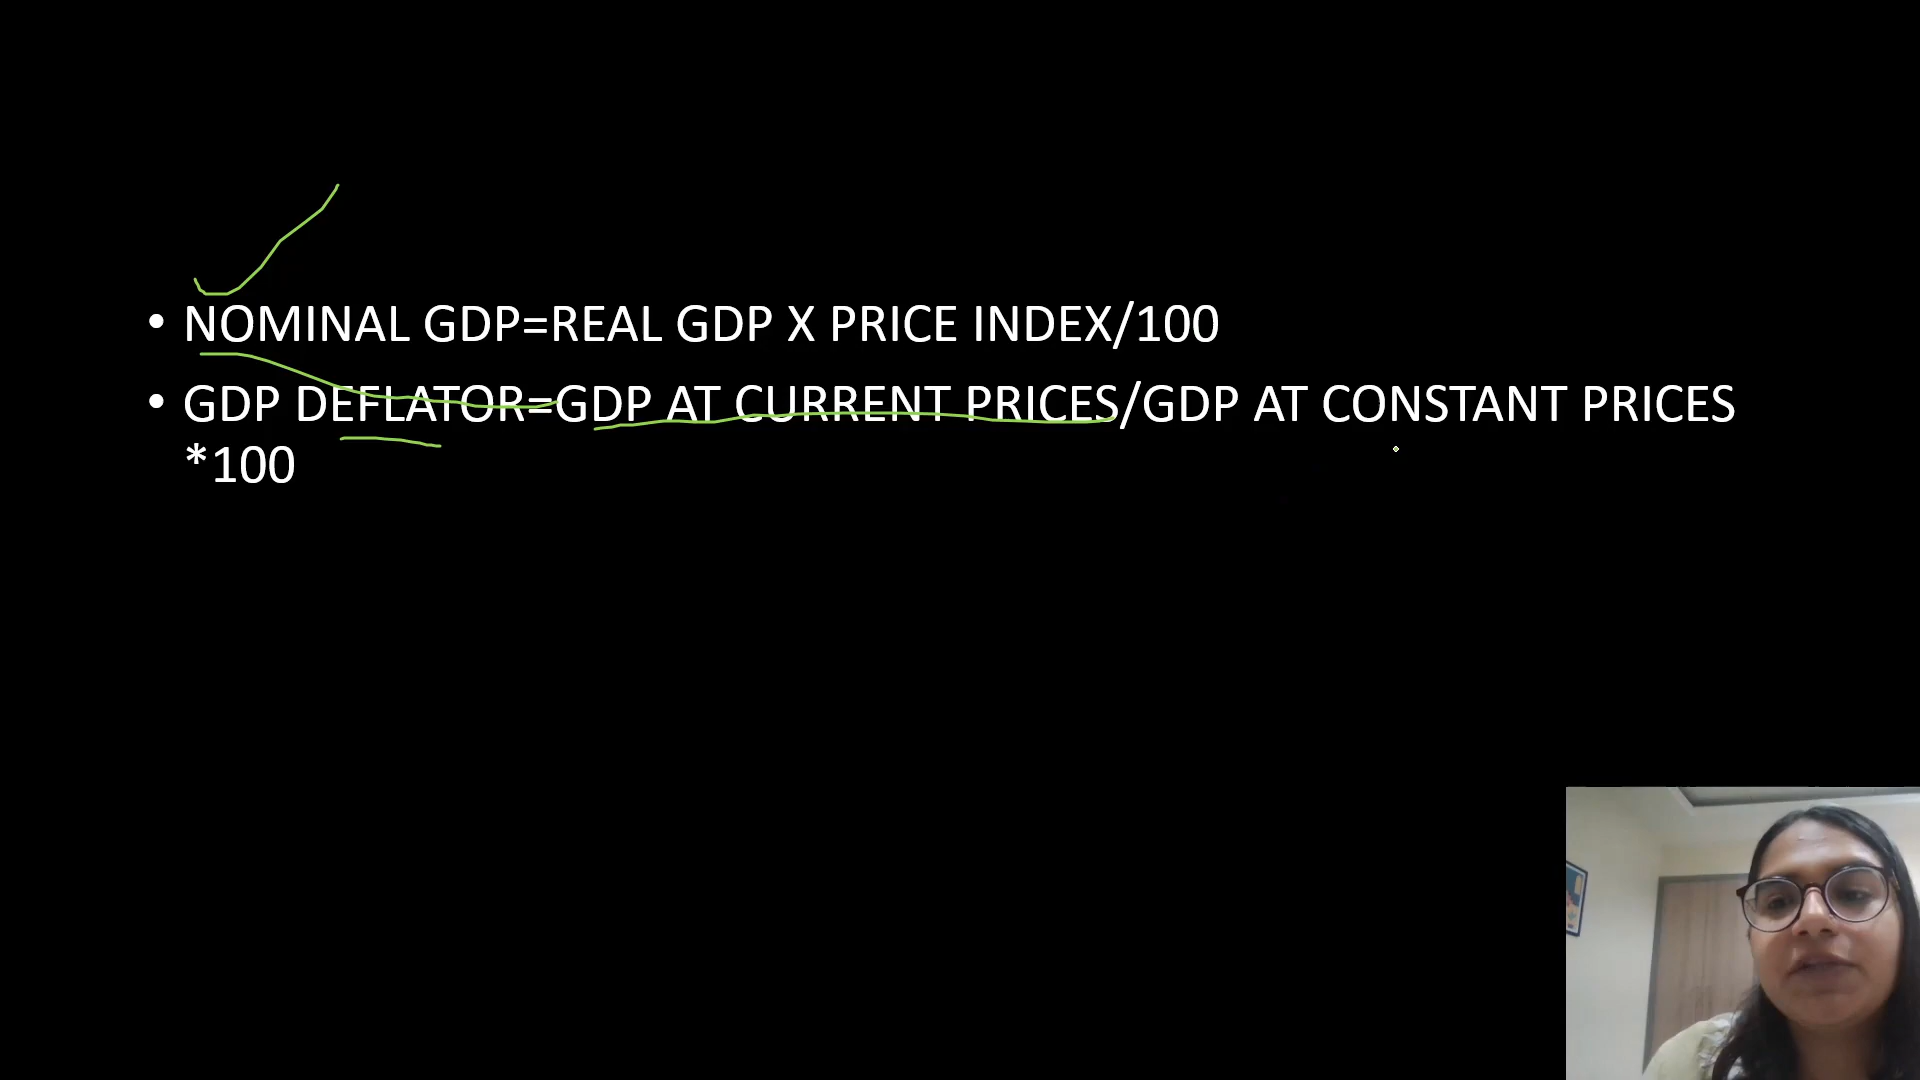 • NOMINAL GDP=REAL GDP X PRICE INDEX/100
• GDP DEFLATOR=GDP AT CURRENT PRICES/GDP AT CONSTANT PRICES
*100